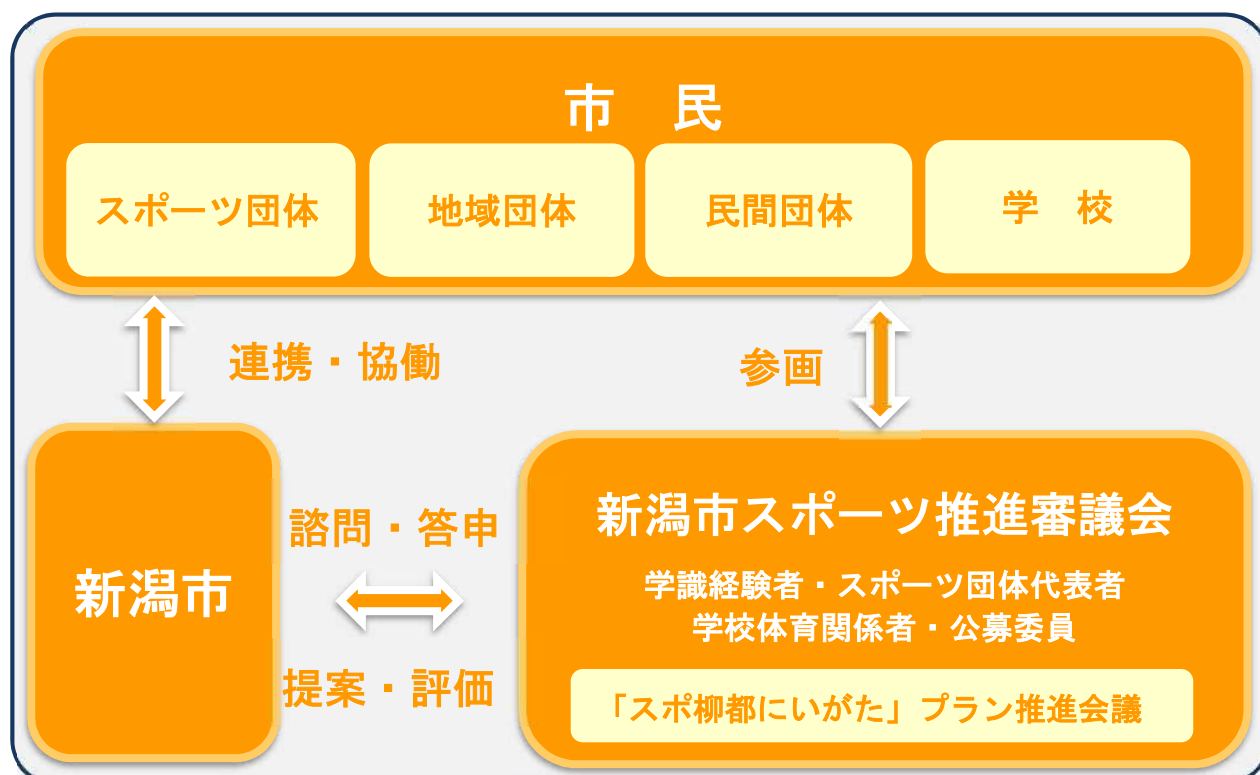 市　民
スポーツ団体
地域団体
民間団体
学　校
連携・協働
参画
新潟市
諮問・答申
提案・評価
新潟市スポーツ推進審議会
学識経験者・スポーツ団体代表者
学校体育関係者・公募委員
「スポ柳都にいがた」プラン推進会議